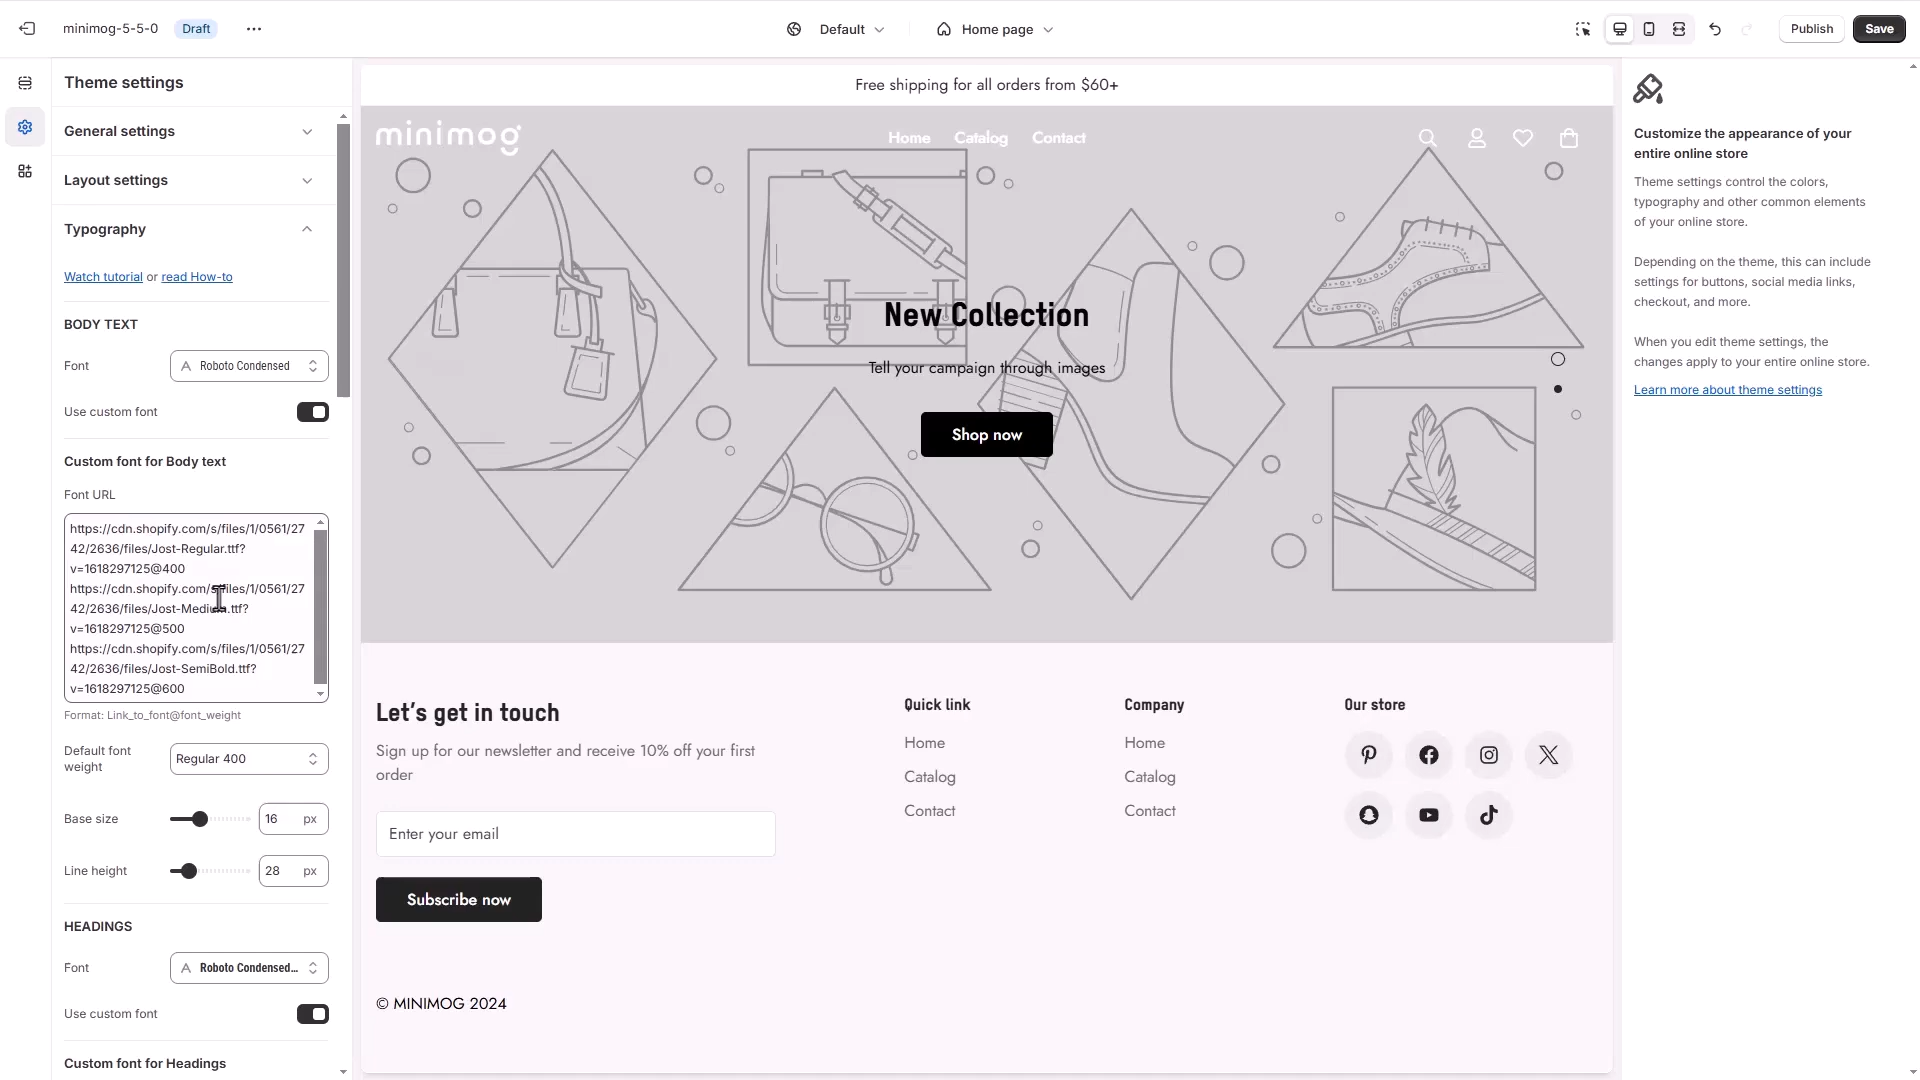 minimog-5-5-0
Draft
Default
Home page
Publish
Save
Theme settings
General settings
Layout settings
Typography
Watch tutorial or read How-to
BODY TEXT
Font
Roboto Condensed
Use custom font
Custom font for Body text
Font URL
https://cdn.shopify.com/s/files/1/0561/27
42/2636/files/Jost-Regular.ttf?
v=1618297125@400
https://cdn.shopify.com/s/files/1/0561/27
42/2636/files/Jost-Medium.ttf?
v=1618297125@500
https://cdn.shopify.com/s/files/1/0561/27
42/2636/files/Jost-SemiBold.ttf?
v=1618297125@600
Format: Link_to_font@font_weight
Default font
weight
Regular 400
Base size
16 px
Line height
28 px
HEADINGS
Font
Roboto Condensed...
Use custom font
Custom font for Headings
Free shipping for all orders from $60+
minimog
Home
Catalog
Contact
New Collection
Tell your campaign through images
Shop now
Let's get in touch
Sign up for our newsletter and receive 10% off your first
order
Enter your email
Subscribe now
Quick link
Home
Catalog
Contact
Company
Home
Catalog
Contact
Our store
© MINIMOG 2024
Customize the appearance of your
entire online store
Theme settings control the colors,
typography and other common elements
of your online store.
Depending on the theme, this can include
settings for buttons, social media links,
checkout, and more.
When you edit theme settings, the
changes apply to your entire online store.
Learn more about theme settings